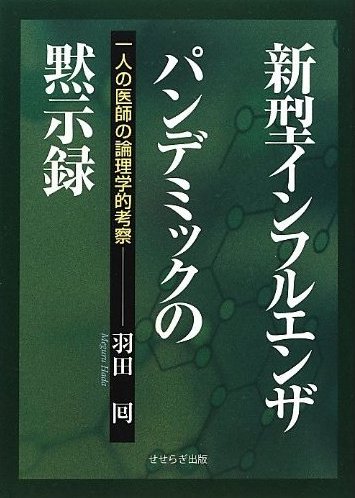 新型インフルエンザ
パンデミックの
黙示録
一人の医師の論理学的考察――
羽田 囘
Meguru Hada
せせらぎ出版